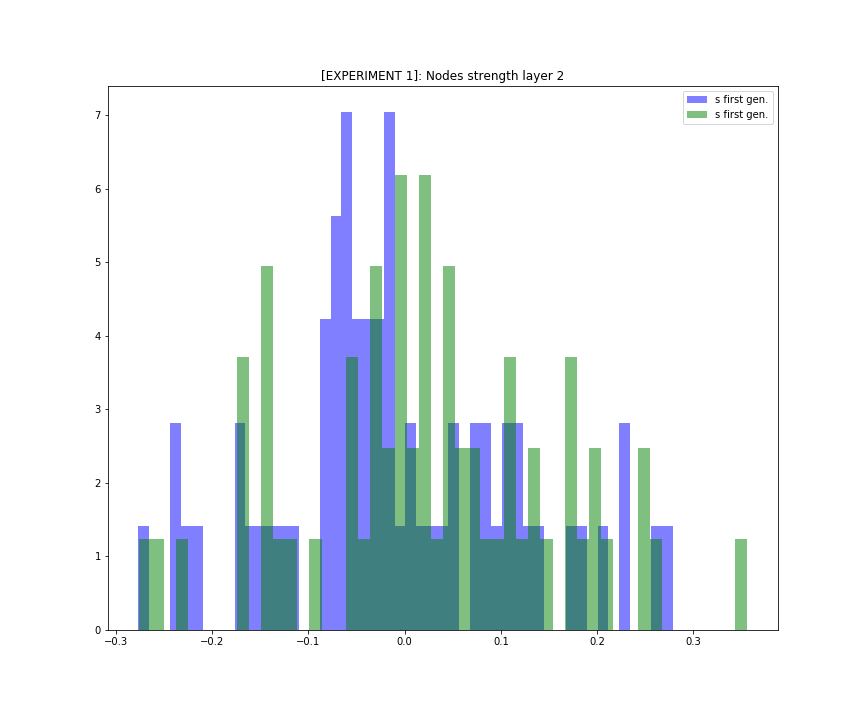 [EXPERIMENT 1]: Nodes strength layer 2
s first gen.
s first gen.
7
6
5
4
3
2
1
0
−0.3 −0.2 −0.1 0.0 0.1 0.2 0.3